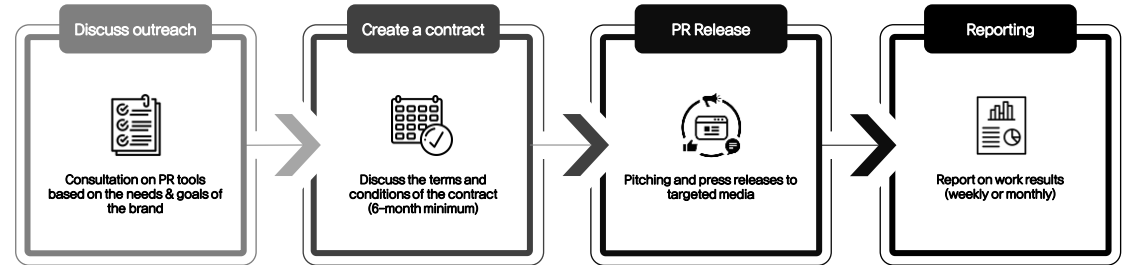 Discuss outreach
Consultation on PR tools
based on the needs & goals of
the brand
Create a contract
Discuss the terms and
conditions of the contract
(6-month minimum)
PR Release
Pitching and press releases to
targeted media
Reporting
Report on work results
(weekly or monthly)